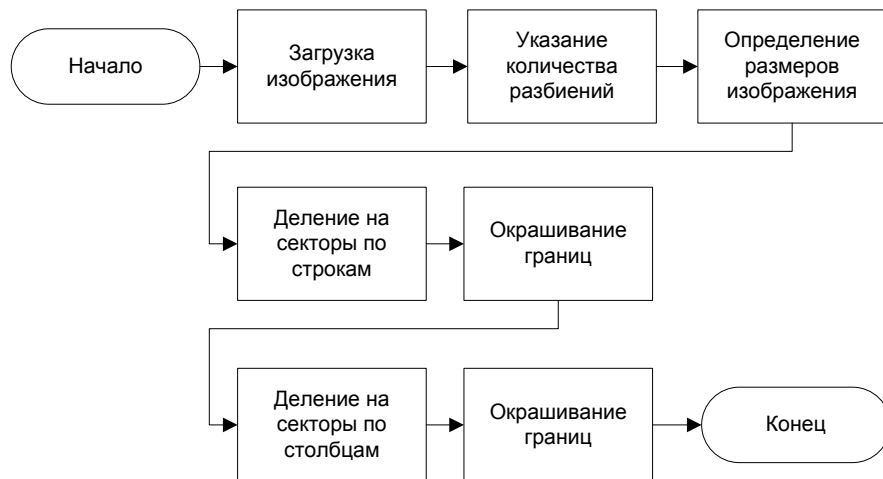 Начало
Загрузка
изображения
Указание
количества
разбиений
Определение
размеров
изображения
Деление на
секторы по
строкам
Окрашивание
границ
Деление на
секторы по
столбцам
Окрашивание
границ
Конец